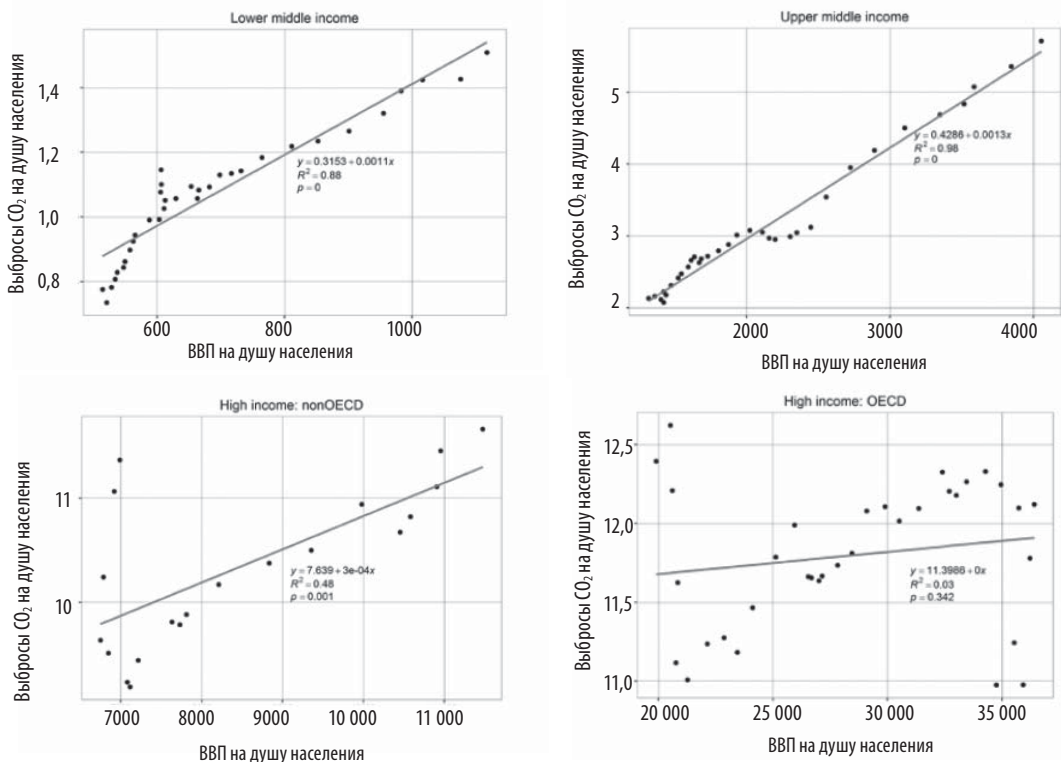 Lower middle income
Выбросы CO₂ на душу населения
1,4
1,2
1,0
0,8
y = 0.3153 + 0.0011x
R² = 0.88
p = 0
600 800 1000
ВВП на душу населения
Upper middle income
Выбросы CO₂ на душу населения
5
4
3
2
y = 0.4286 + 0.0013x
R² = 0.98
p = 0
2000 3000 4000
ВВП на душу населения
High income: nonOECD
Выбросы CO₂ на душу населения
11
10
y = 7.639 + 3e-04x
R² = 0.48
p = 0.001
7000 8000 9000 10 000 11 000
ВВП на душу населения
High income: OECD
Выбросы CO₂ на душу населения
12,5
12,0
11,5
11,0
y = 11.3986 + 0x
R² = 0.03
p = 0.342
20 000 25 000 30 000 35 000
ВВП на душу населения